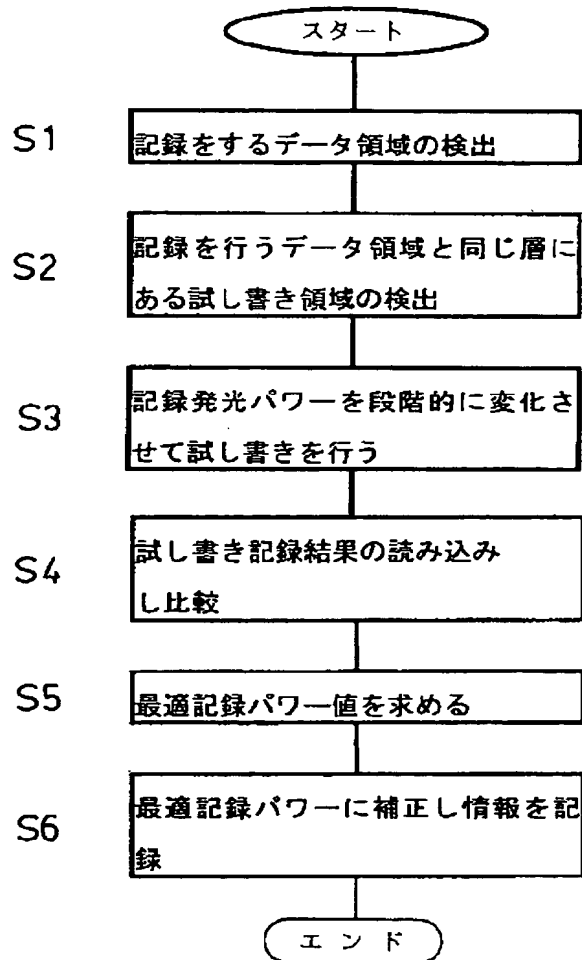 スタート
S1
記録をするデータ領域の検出
S2
記録を行うデータ領域と同じ層に
ある試し書き領域の検出
S3
記録発光パワーを段階的に変化さ
せて試し書きを行う
S4
試し書き記録結果の読み込み
し比較
S5
最適記録パワー値を求める
S6
最適記録パワーに補正し情報を記
録
エンド